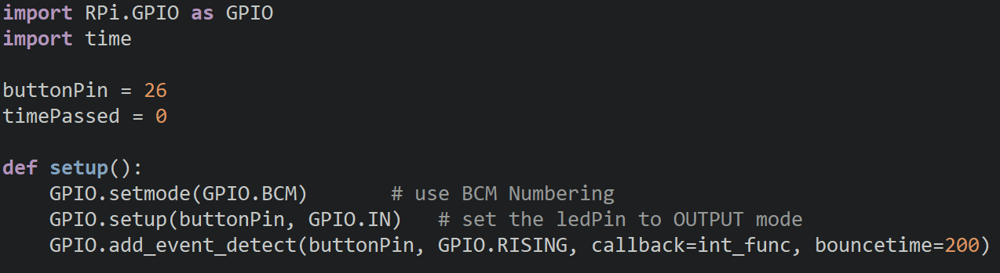 import RPi.GPIO as GPIO
import time
buttonPin = 26
timePassed = 0
def setup():
    GPIO.setmode(GPIO.BCM)       # use BCM Numbering
    GPIO.setup(buttonPin, GPIO.IN)   # set the ledPin to OUTPUT mode
    GPIO.add_event_detect(buttonPin, GPIO.RISING, callback=int_func, bouncetime=200)